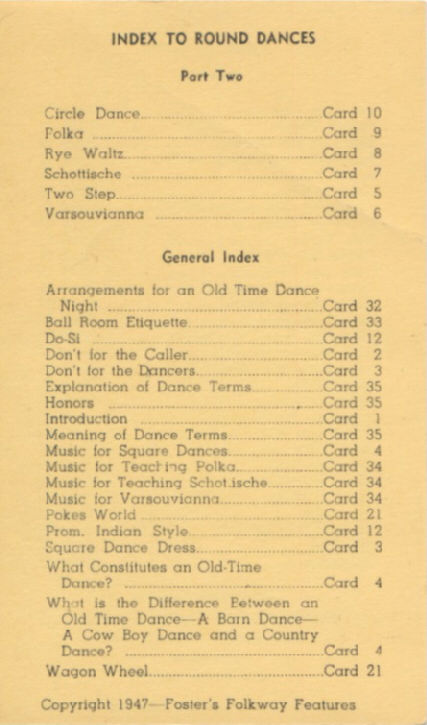 INDEX TO ROUND DANCES
Part Two
Circle Dance Card 10
Polka Card 9
Rye Waltz Card 8
Schottische Card 7
Two Step Card 5
Varsouvianna Card 6
General Index
Arrangements for an Old Time Dance
Night Card 32
Ball Room Etiquette Card 33
Do-Si Card 12
Don't for the Caller Card 2
Don't for the Dancers Card 3
Explanation of Dance Terms Card 35
Honors Card 35
Introduction Card 1
Meaning of Dance Terms Card 35
Music for Square Dances Card 4
Music for Teaching Polka Card 34
Music for Teaching Schottische Card 34
Music for Varsouvianna Card 34
Pokes World Card 21
Prom. Indian Style Card 12
Square Dance Dress Card 3
What Constitutes an Old-Time
Dance? Card 4
What is the Difference Between an
Old Time Dance—A Barn Dance—
A Cow Boy Dance and a Country
Dance? Card 4
Wagon Wheel Card 21
Copyright 1947—Foster's Folkway Features